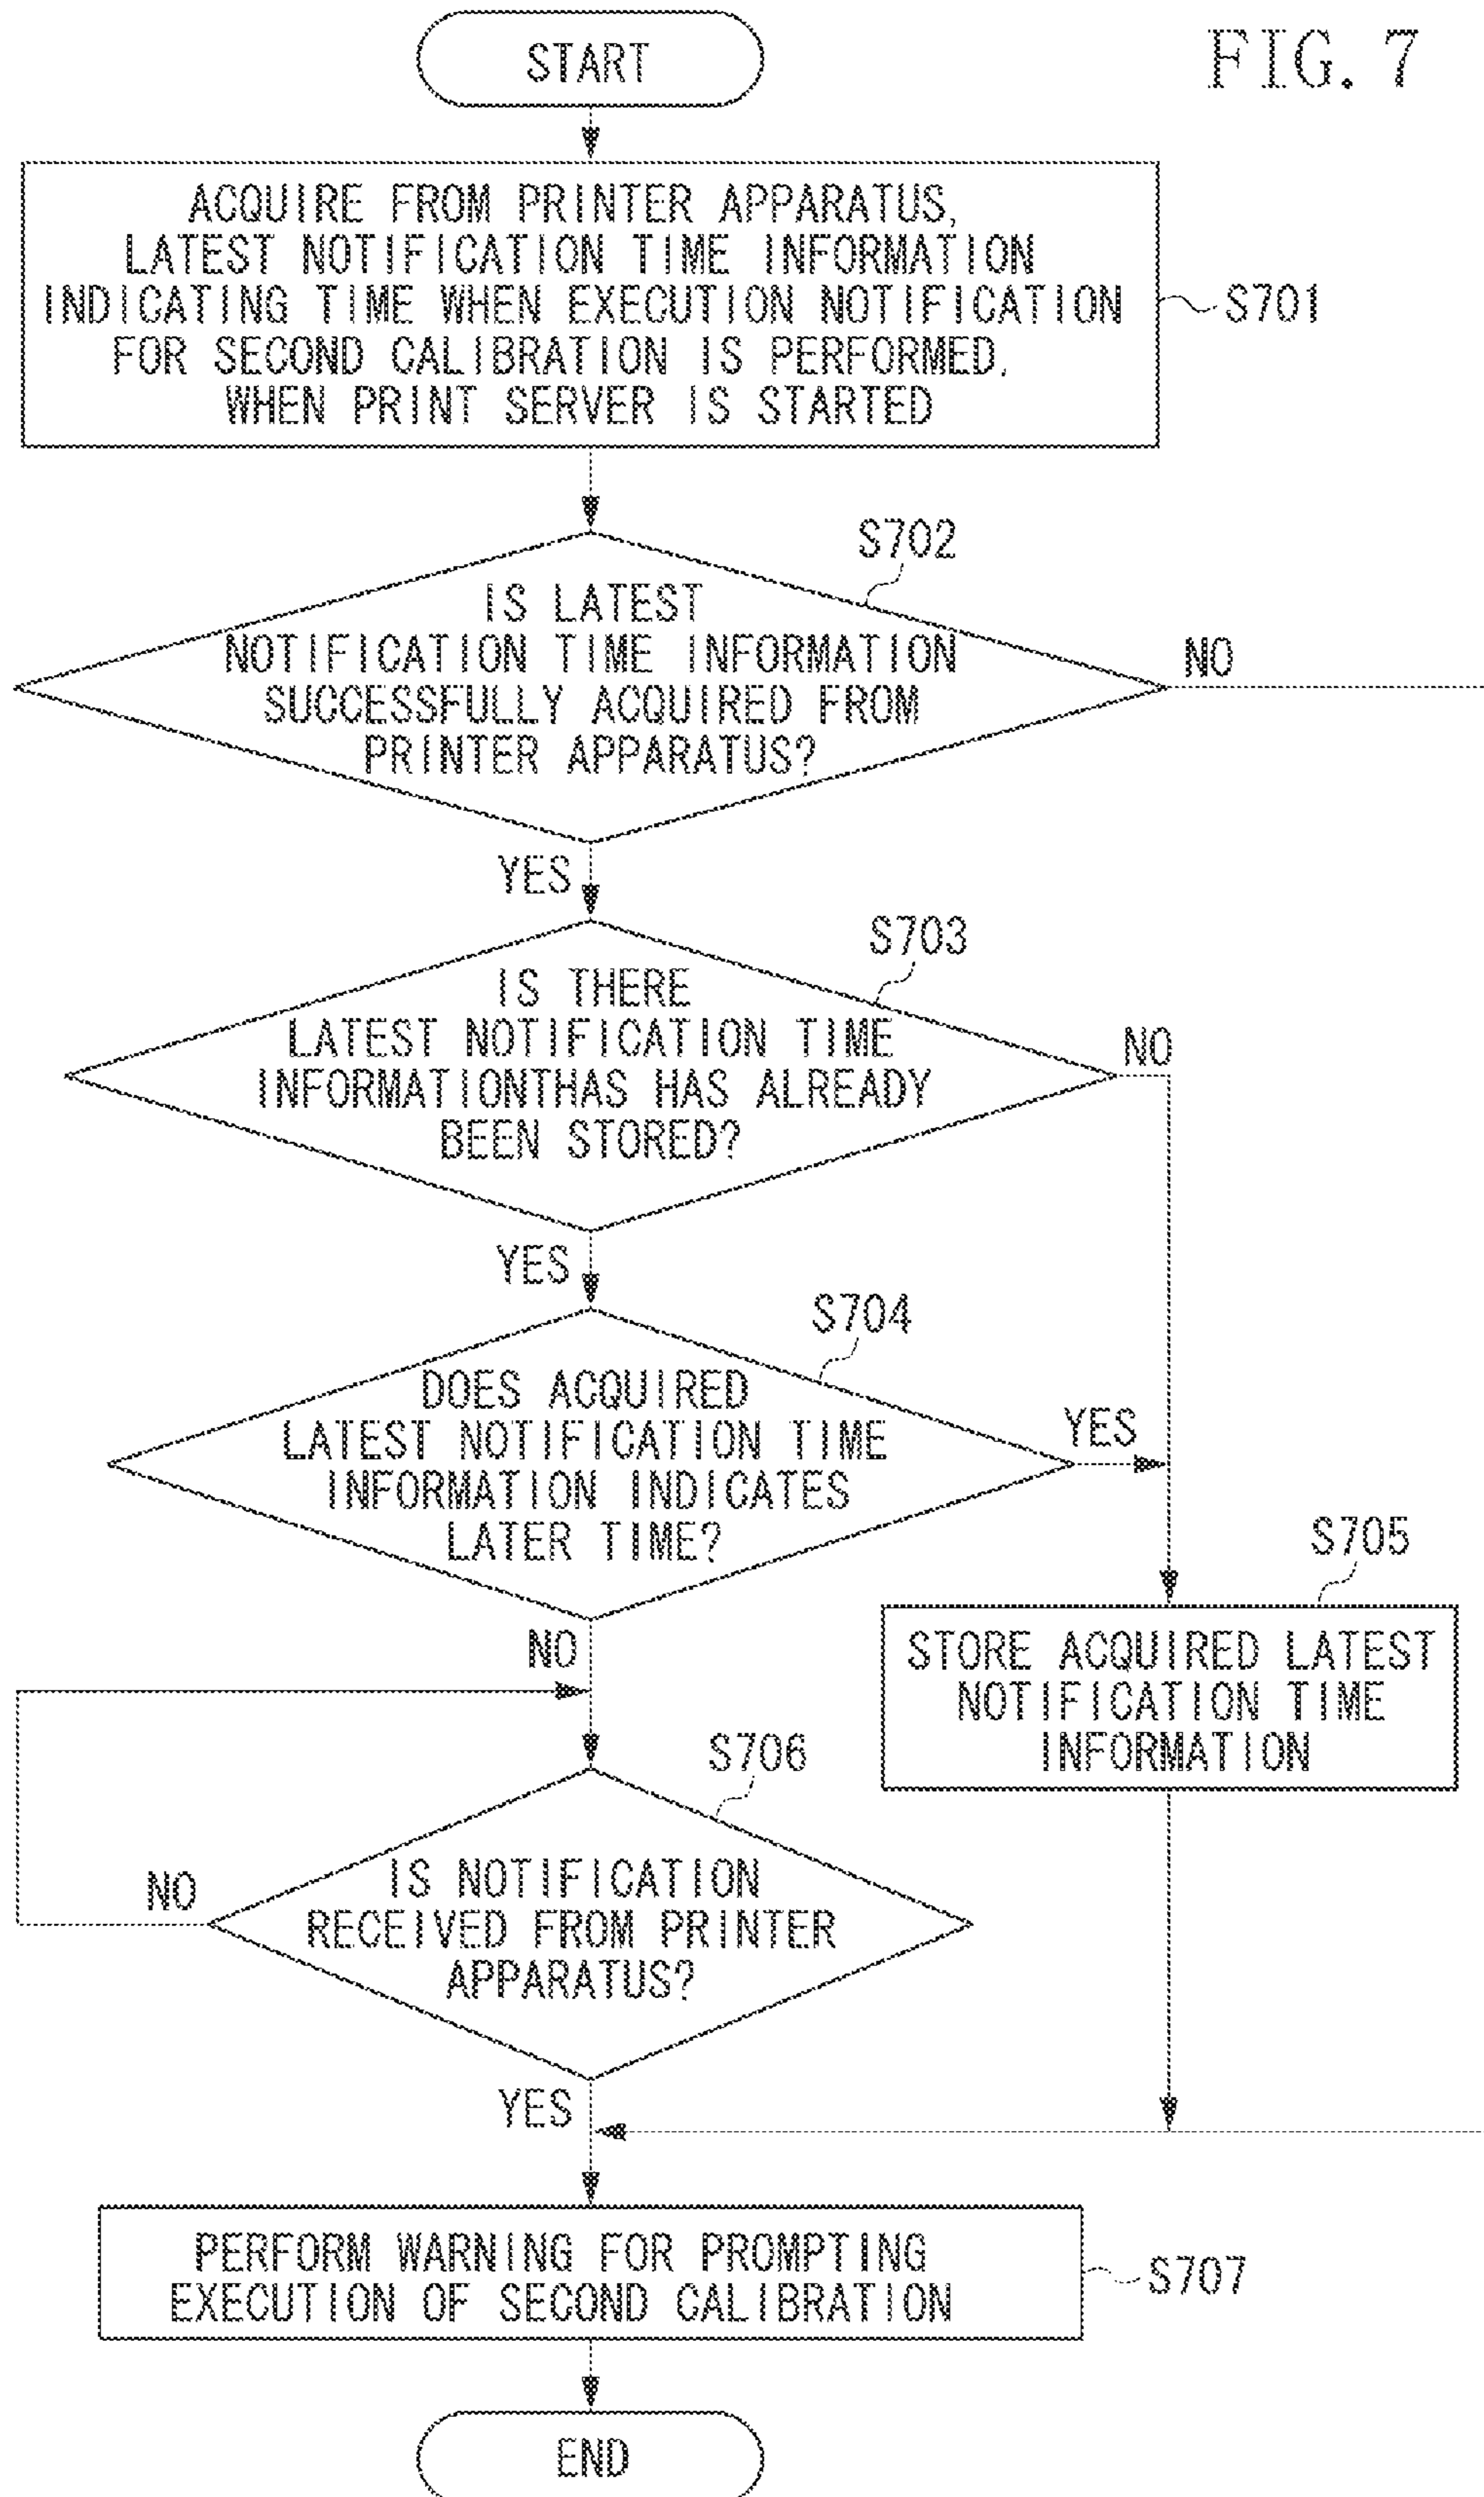 FIG. 7
START
ACQUIRE FROM PRINTER APPARATUS,
LATEST NOTIFICATION TIME INFORMATION
INDICATING TIME WHEN EXECUTION NOTIFICATION
FOR SECOND CALIBRATION IS PERFORMED,
WHEN PRINT SERVER IS STARTED
S701
S702
IS LATEST
NOTIFICATION TIME INFORMATION
SUCCESSFULLY ACQUIRED FROM
PRINTER APPARATUS?
NO
YES
S703
IS THERE
LATEST NOTIFICATION TIME
INFORMATIONTHAS HAS ALREADY
BEEN STORED?
NO
YES
S704
DOES ACQUIRED
LATEST NOTIFICATION TIME
INFORMATION INDICATES
LATER TIME?
YES
NO
S705
STORE ACQUIRED LATEST
NOTIFICATION TIME
INFORMATION
S706
IS NOTIFICATION
RECEIVED FROM PRINTER
APPARATUS?
NO
YES
PERFORM WARNING FOR PROMPTING
EXECUTION OF SECOND CALIBRATION
S707
END